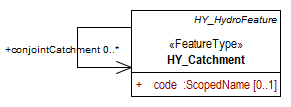 HY_HydroFeature
+conjointCatchment 0..*
«FeatureType»
HY_Catchment
+ code :ScopedName [0..1]